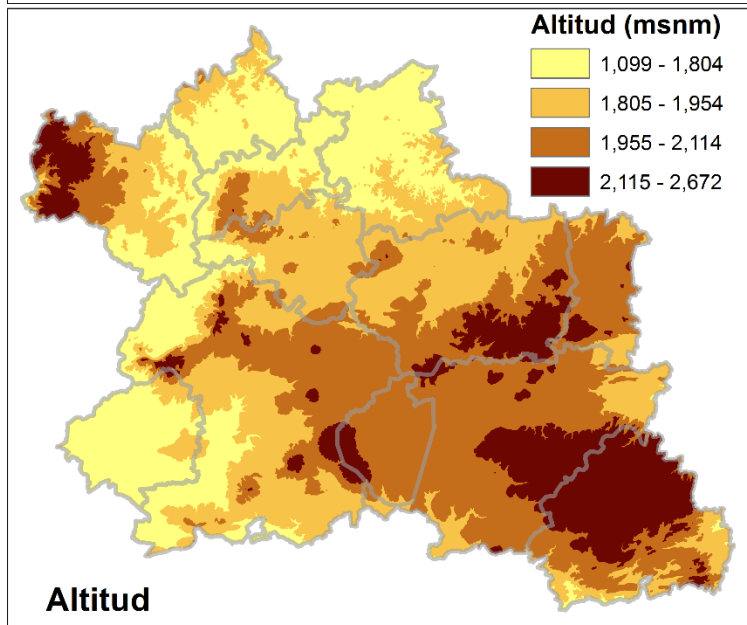 Altitud (msnm)
1,099 - 1,804
1,805 - 1,954
1,955 - 2,114
2,115 - 2,672
Altitud